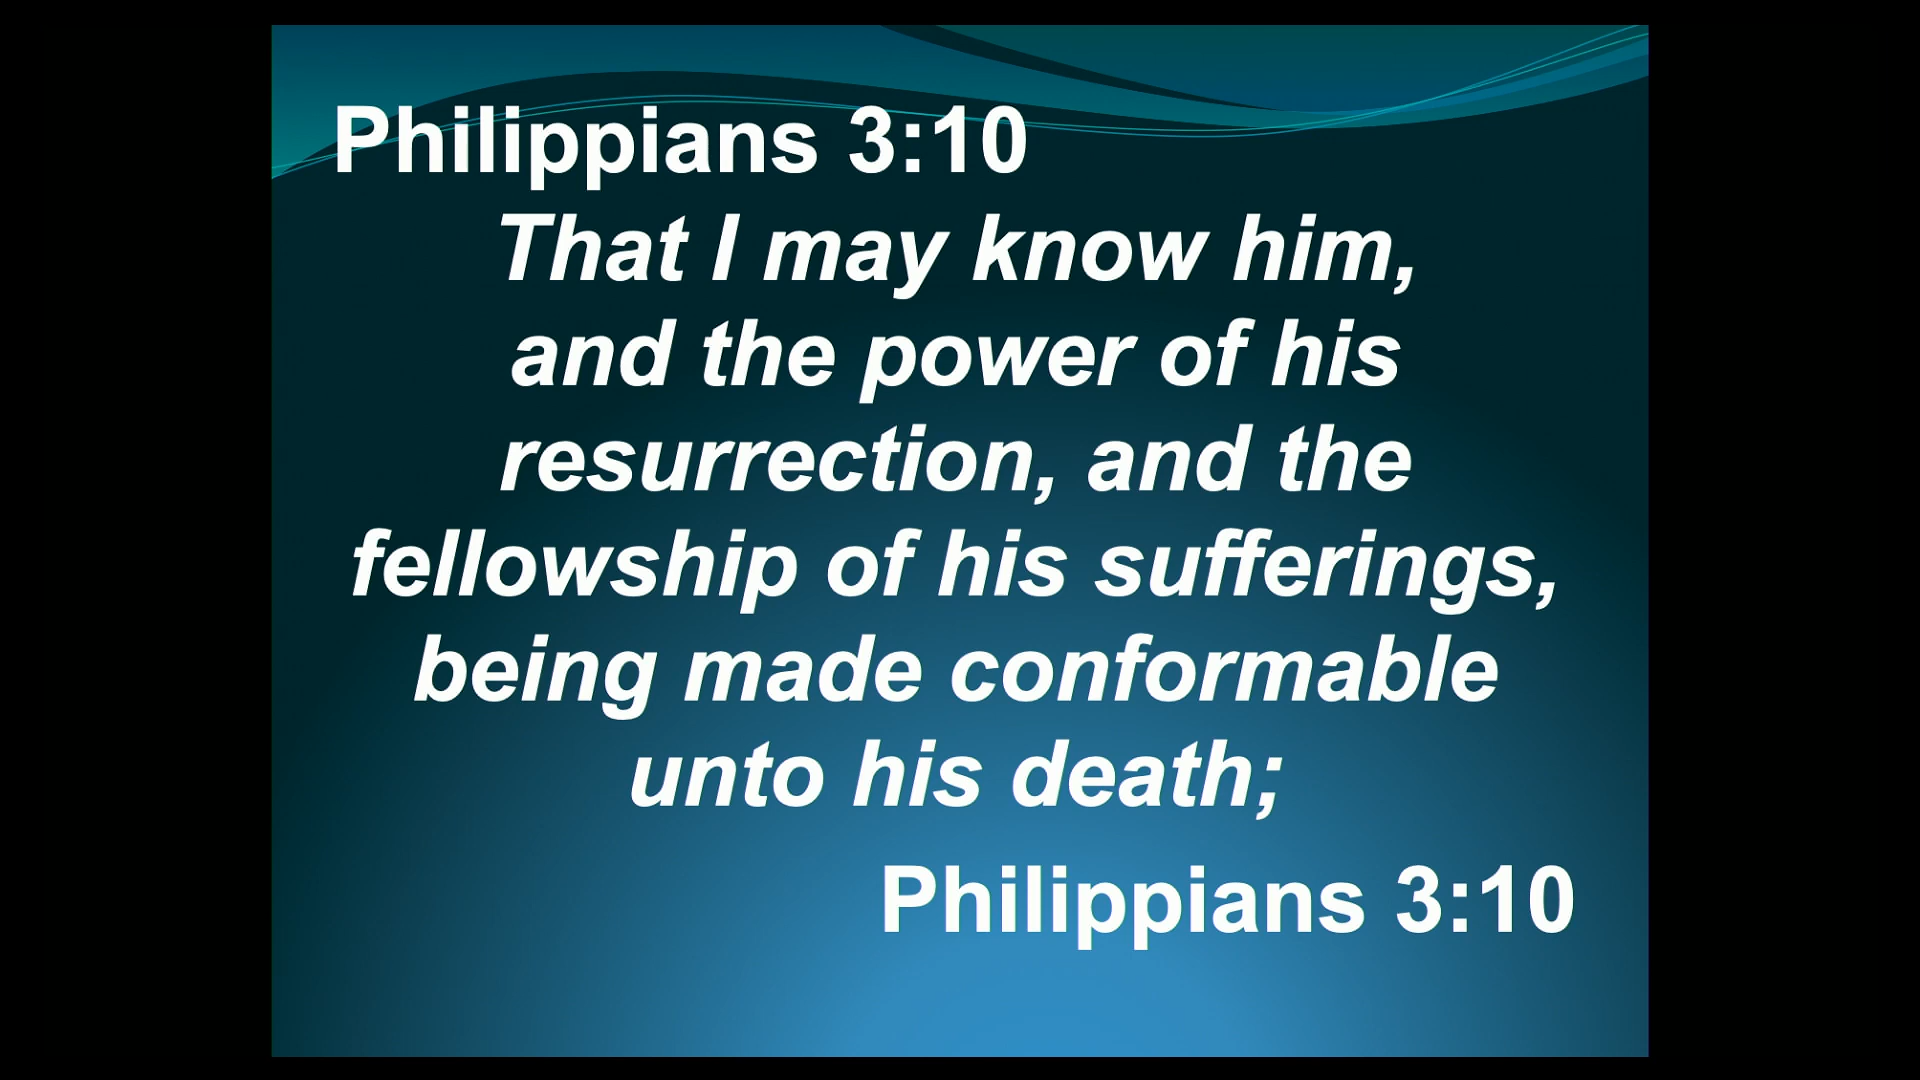 Philippians 3:10
That I may know him,
and the power of his
resurrection, and the
fellowship of his sufferings,
being made conformable
unto his death;
Philippians 3:10